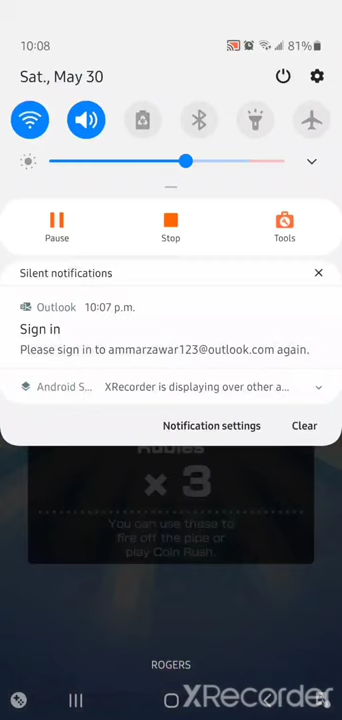 10:08
81%
Sat., May 30
Pause
Stop
Tools
Silent notifications
Outlook 10:07 p.m.
Sign in
Please sign in to ammarzawar123@outlook.com again.
Android S... XRecorder is displaying over other a...
Notification settings
Clear
Rubies
× 3
You can use these to
fire off the pipe or
play Coin Rush.
ROGERS
XRecorder